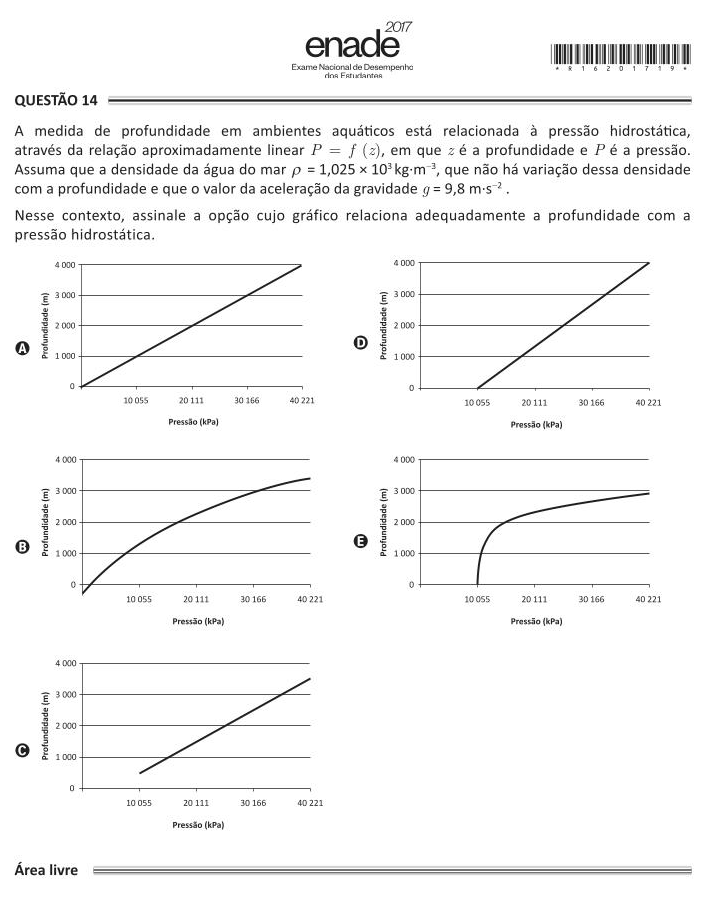 2017
enade
Exame Nacional de Desempenho
dos Estudantes
* R 1 6 2 0 1 7 1 9 *
QUESTÃO 14
A medida de profundidade em ambientes aquáticos está relacionada à pressão hidrostática,
através da relação aproximadamente linear P = f (z), em que z é a profundidade e P é a pressão.
Assuma que a densidade da água do mar ρ = 1,025 × 10³ kg·m⁻³, que não há variação dessa densidade
com a profundidade e que o valor da aceleração da gravidade g = 9,8 m·s⁻² .
Nesse contexto, assinale a opção cujo gráfico relaciona adequadamente a profundidade com a
pressão hidrostática.
A
Profundidade (m)
4 000
3 000
2 000
1 000
0
10 055 20 111 30 166 40 221
Pressão (kPa)
D
Profundidade (m)
4 000
3 000
2 000
1 000
0
10 055 20 111 30 166 40 221
Pressão (kPa)
B
Profundidade (m)
4 000
3 000
2 000
1 000
0
10 055 20 111 30 166 40 221
Pressão (kPa)
E
Profundidade (m)
4 000
3 000
2 000
1 000
0
10 055 20 111 30 166 40 221
Pressão (kPa)
C
Profundidade (m)
4 000
3 000
2 000
1 000
0
10 055 20 111 30 166 40 221
Pressão (kPa)
Área livre